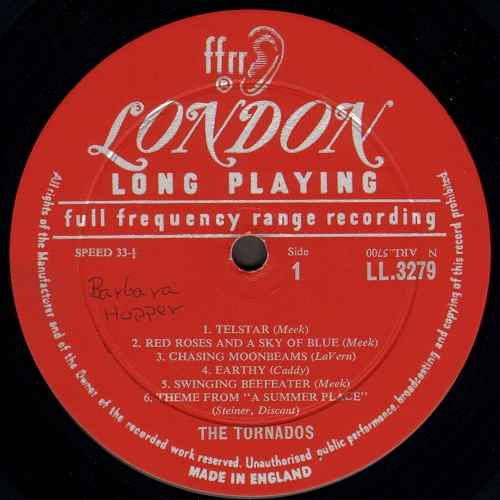 ffrr
®
LONDON
LONG PLAYING
full frequency range recording
SPEED 33-⅓
Side
1
N ARL.5700
LL.3279
Barbara
Hopper
1. TELSTAR (Meek)
2. RED ROSES AND A SKY OF BLUE (Meek)
3. CHASING MOONBEAMS (LaVern)
4. EARTHY (Caddy)
5. SWINGING BEEFEATER (Meek)
6. THEME FROM "A SUMMER PLACE"
(Steiner, Discant)
THE TORNADOS
All rights of the Manufacturer and of the Owner of the recorded work reserved. Unauthorised public performance, broadcasting and copying of this record prohibited.
MADE IN ENGLAND